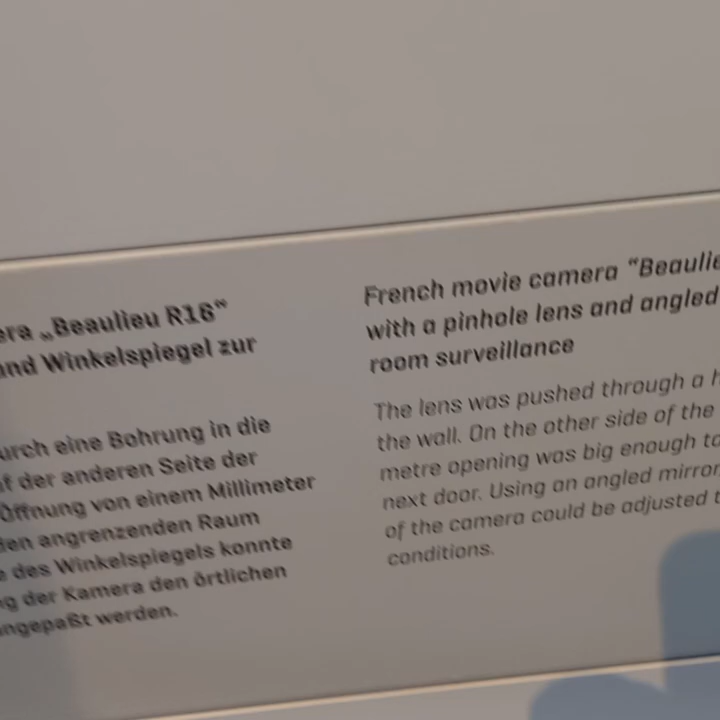 era „Beaulieu R16“
and Winkelspiegel zur
durch eine Bohrung in die
der anderen Seite der
Öffnung von einem Millimeter
den angrenzenden Raum
des Winkelspiegels konnte
der Kamera den örtlichen
angepaßt werden.
French movie camera “Beaulie
with a pinhole lens and angled
room surveillance
The lens was pushed through a h
the wall. On the other side of the
metre opening was big enough to
next door. Using an angled mirror,
of the camera could be adjusted t
conditions.